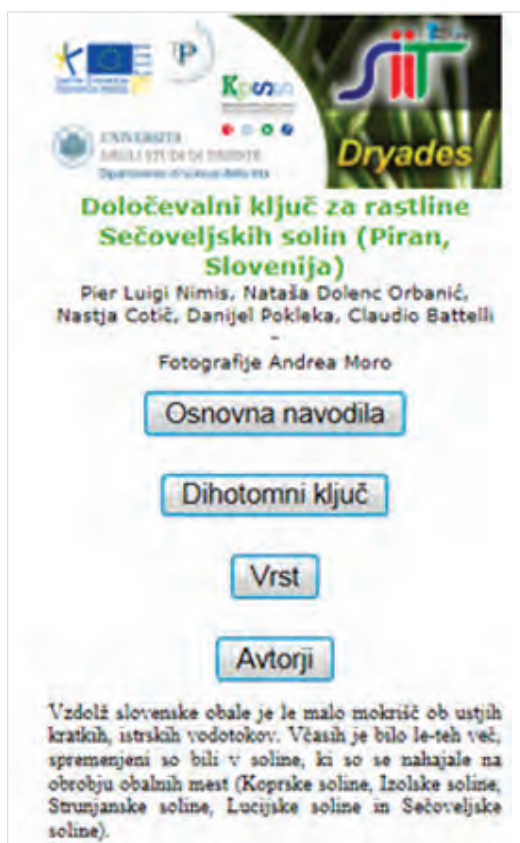 KPSS
SiiT
UNIVERSITÀ
DEGLI STUDI DI TRIESTE
Dryades
Določevalni ključ za rastline
Sečoveljskih solin (Piran,
Slovenija)
Pier Luigi Nimis, Nataša Dolenc Orbanić,
Nastja Cotič, Danijel Pokleka, Claudio Battelli
-
Fotografije Andrea Moro
Osnovna navodila
Dihotomni ključ
Vrst
Avtorji
Vzdolž slovenske obale je le malo mokrišč ob ustjih
kratkih, istrskih vodotokov. Včasih je bilo le-teh več,
spremenjeni so bili v soline, ki so se nahajale na
obrobju obalnih mest (Koprske soline, Izolske soline,
Strunjanske soline, Lucijske soline in Sečoveljske
soline).